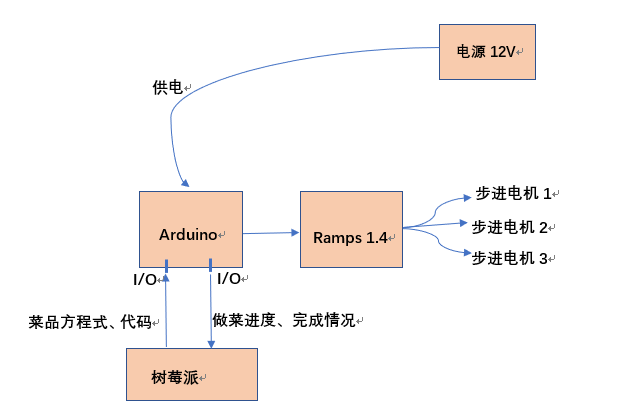 电源 12V
供电
步进电机 1
Arduino
Ramps 1.4
步进电机 2
步进电机 3
I/O
I/O
菜品方程式、代码
做菜进度、完成情况
树莓派